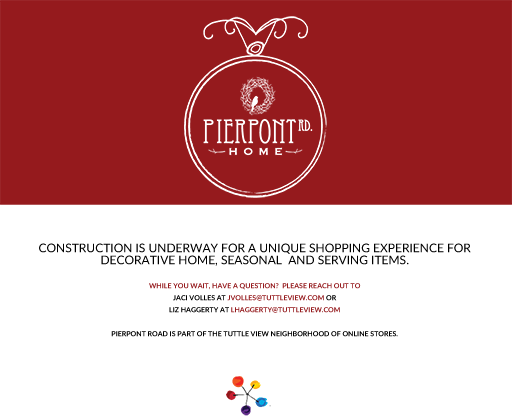 PIERPONT RD.
HOME
CONSTRUCTION IS UNDERWAY FOR A UNIQUE SHOPPING EXPERIENCE FOR
DECORATIVE HOME, SEASONAL AND SERVING ITEMS.
WHILE YOU WAIT, HAVE A QUESTION? PLEASE REACH OUT TO
JACI VOLLES AT JVOLLES@TUTTLEVIEW.COM OR
LIZ HAGGERTY AT LHAGGERTY@TUTTLEVIEW.COM
PIERPONT ROAD IS PART OF THE TUTTLE VIEW NEIGHBORHOOD OF ONLINE STORES.